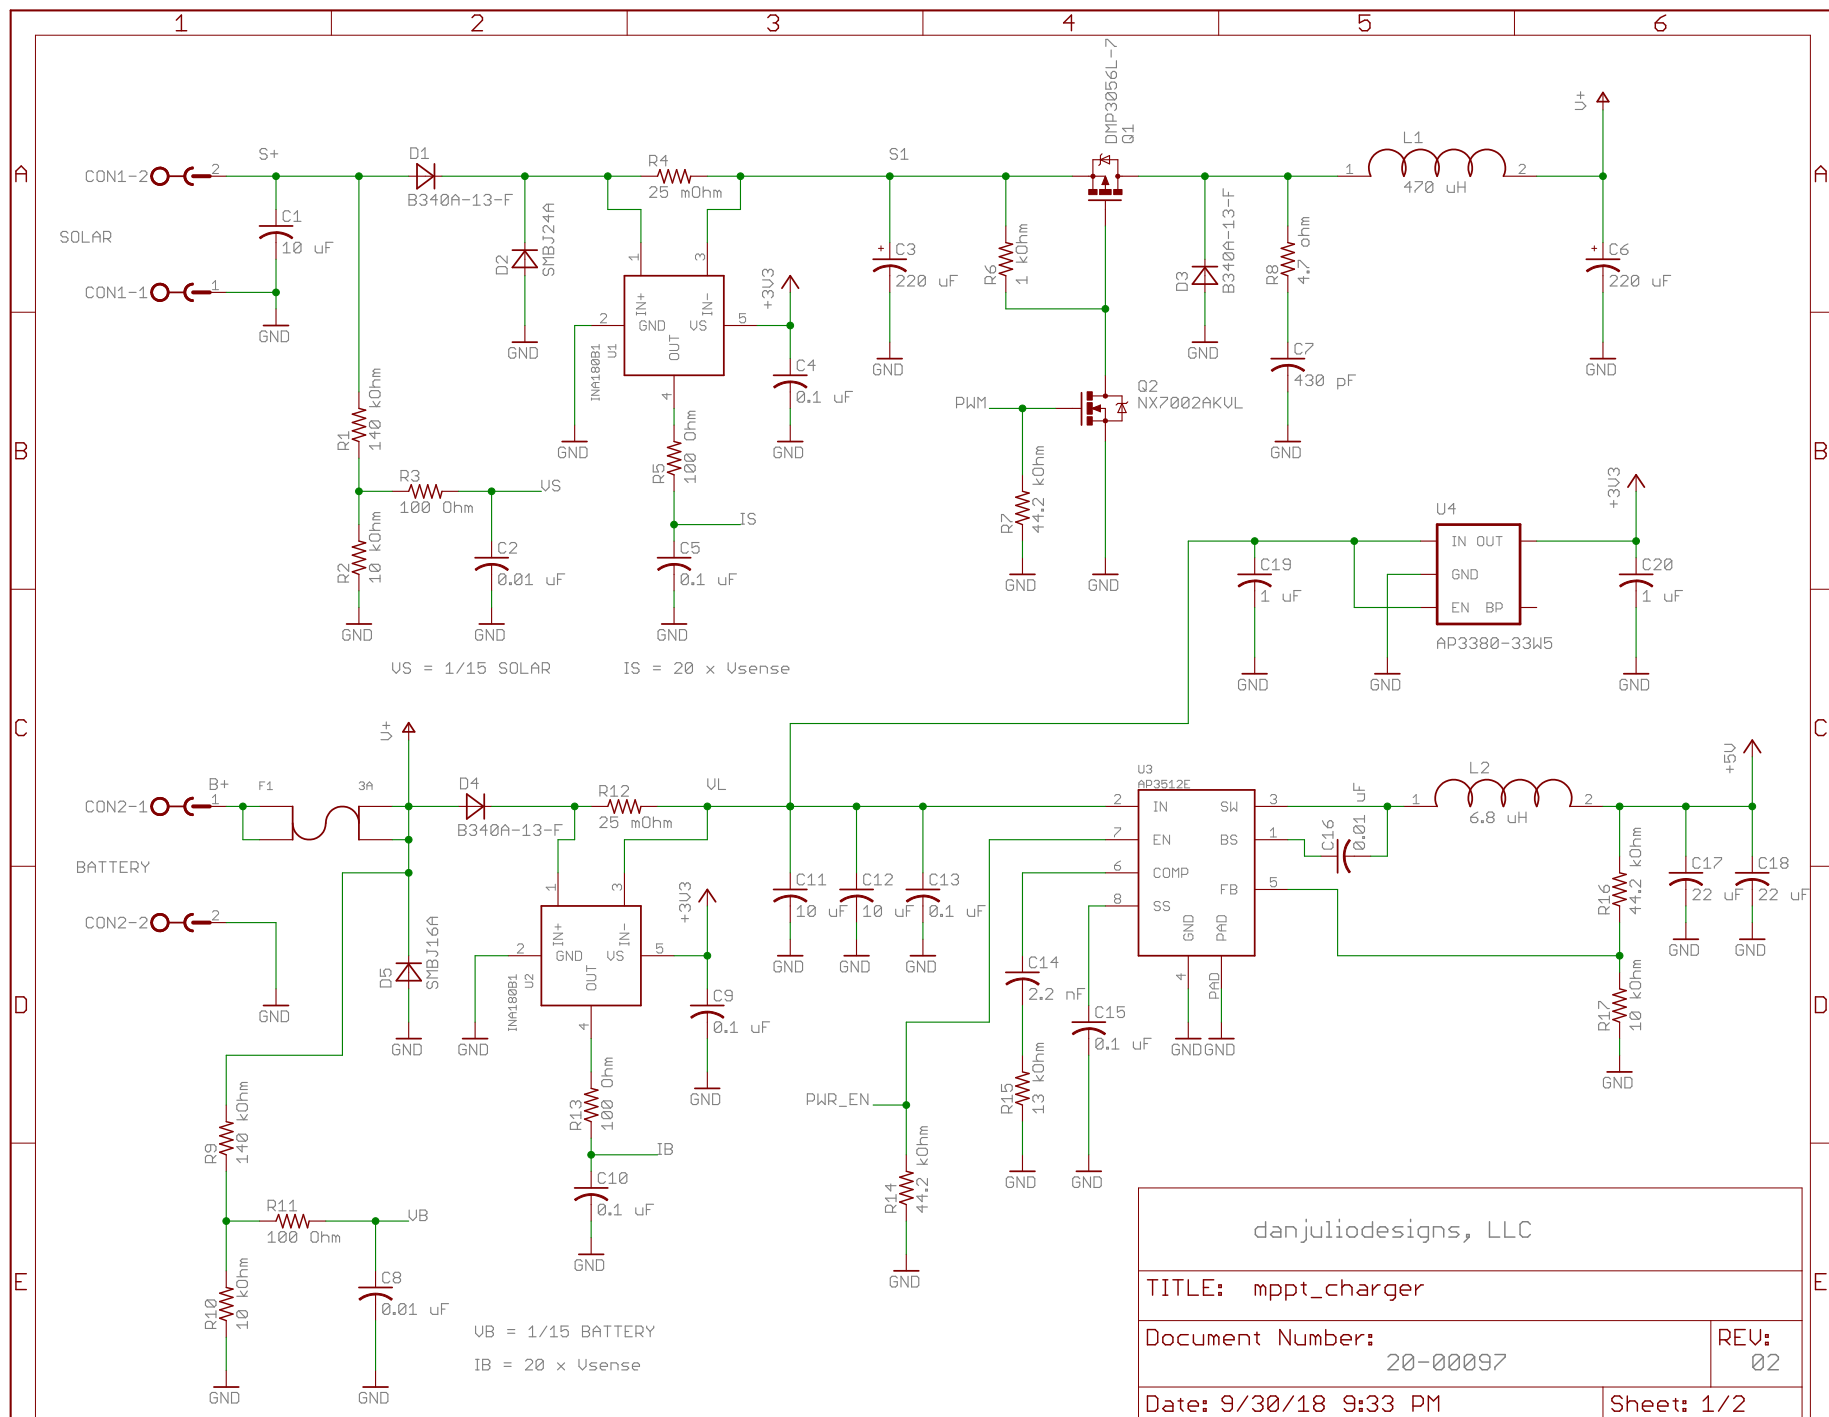 1 2 3 4 5 6
A
B
C
D
E
A
B
C
D
E
CON1-2
2
S+
D1
B340A-13-F
R4
25 mOhm
S1
DMP3056L-7
Q1
L1
1
2
470 uH
V+
SOLAR
C1
10 uF
CON1-1
1
GND
D2
SMBJ24A
GND
1
3
IN+
IN-
2
GND
VS
5
OUT
4
INA180B1
U1
+3V3
C4
0.1 uF
GND
GND
C3
220 uF
GND
R6
1 kOhm
D3
B340A-13-F
GND
R8
4.7 ohm
C7
430 pF
GND
C6
220 uF
GND
PWM
Q2
NX7002AKVL
R7
44.2 kOhm
GND
GND
R1
140 kOhm
R3
100 Ohm
VS
R2
10 kOhm
C2
0.01 uF
GND
GND
R5
100 Ohm
IS
C5
0.1 uF
GND
VS = 1/15 SOLAR
IS = 20 x Vsense
U4
IN OUT
GND
EN BP
AP3380-33W5
C19
1 uF
GND
GND
+3V3
C20
1 uF
GND
CON2-1
1
B+
F1
3A
V+
D4
B340A-13-F
R12
25 mOhm
VL
BATTERY
CON2-2
2
GND
D5
SMBJ16A
GND
1
3
IN+
IN-
2
GND
VS
5
OUT
4
INA180B1
U2
GND
+3V3
C9
0.1 uF
GND
C11
10 uF
GND
C12
10 uF
GND
C13
0.1 uF
GND
U3
AP3512E
2
IN
SW
3
7
EN
BS
1
6
COMP
FB
5
8
SS
GND
PAD
4
PAD
GND
GND
C16
0.01 uF
L2
1
2
6.8 uH
+5V
R16
44.2 kOhm
C17
22 uF
GND
C18
22 uF
GND
R17
10 kOhm
GND
C14
2.2 nF
R15
13 kOhm
GND
C15
0.1 uF
GND
PWR_EN
R14
44.2 kOhm
GND
R13
100 Ohm
IB
C10
0.1 uF
GND
R9
140 kOhm
R11
100 Ohm
VB
R10
10 kOhm
C8
0.01 uF
GND
GND
VB = 1/15 BATTERY
IB = 20 x Vsense
danjuliodesigns, LLC
TITLE: mppt_charger
Document Number:
20-00097
REV:
02
Date: 9/30/18 9:33 PM
Sheet: 1/2